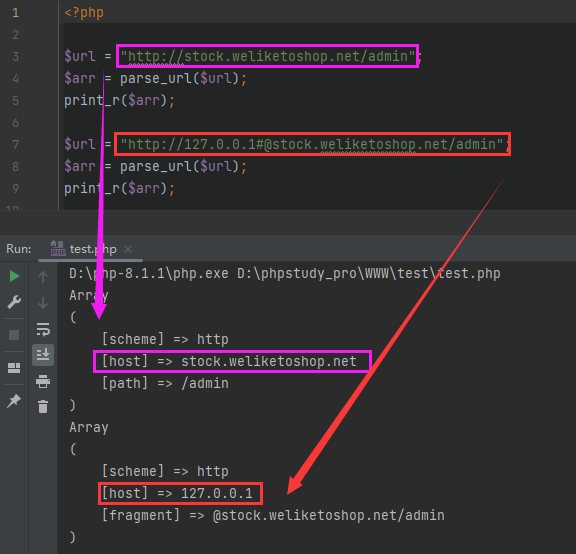 1 <?php
2
3 $url = "http://stock.weliketoshop.net/admin";
4 $arr = parse_url($url);
5 print_r($arr);
6
7 $url = "http://127.0.0.1#@stock.weliketoshop.net/admin";
8 $arr = parse_url($url);
9 print_r($arr);
10
Run: PHP test.php ×
D:\php-8.1.1\php.exe D:\phpstudy_pro\WWW\test\test.php
Array
(
[scheme] => http
[host] => stock.weliketoshop.net
[path] => /admin
)
Array
(
[scheme] => http
[host] => 127.0.0.1
[fragment] => @stock.weliketoshop.net/admin
)